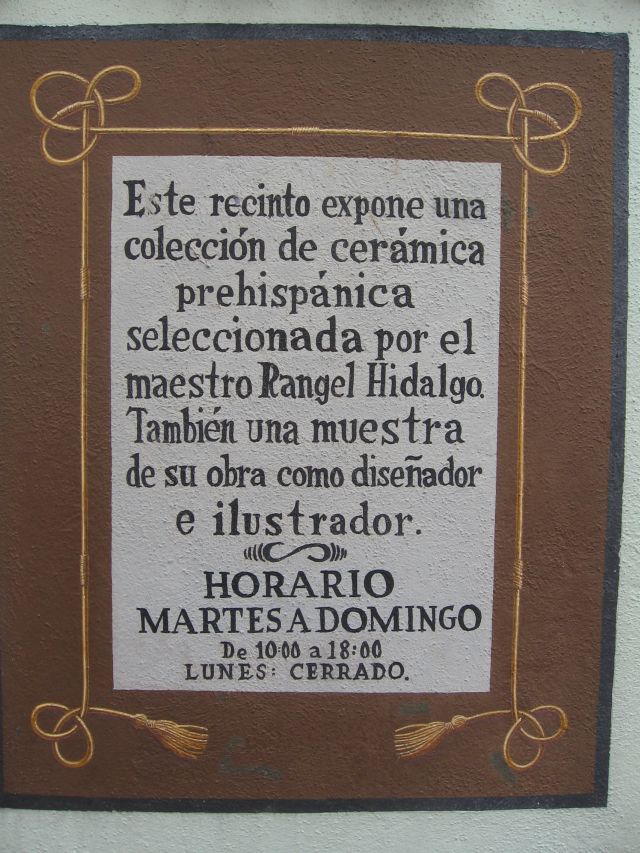 Este recinto expone una
colección de cerámica
prehispánica
seleccionada por el
maestro Rangel Hidalgo.
También una muestra
de su obra como diseñador
e ilustrador.
HORARIO
MARTES A DOMINGO
De 10:00 a 18:00
LUNES: CERRADO.